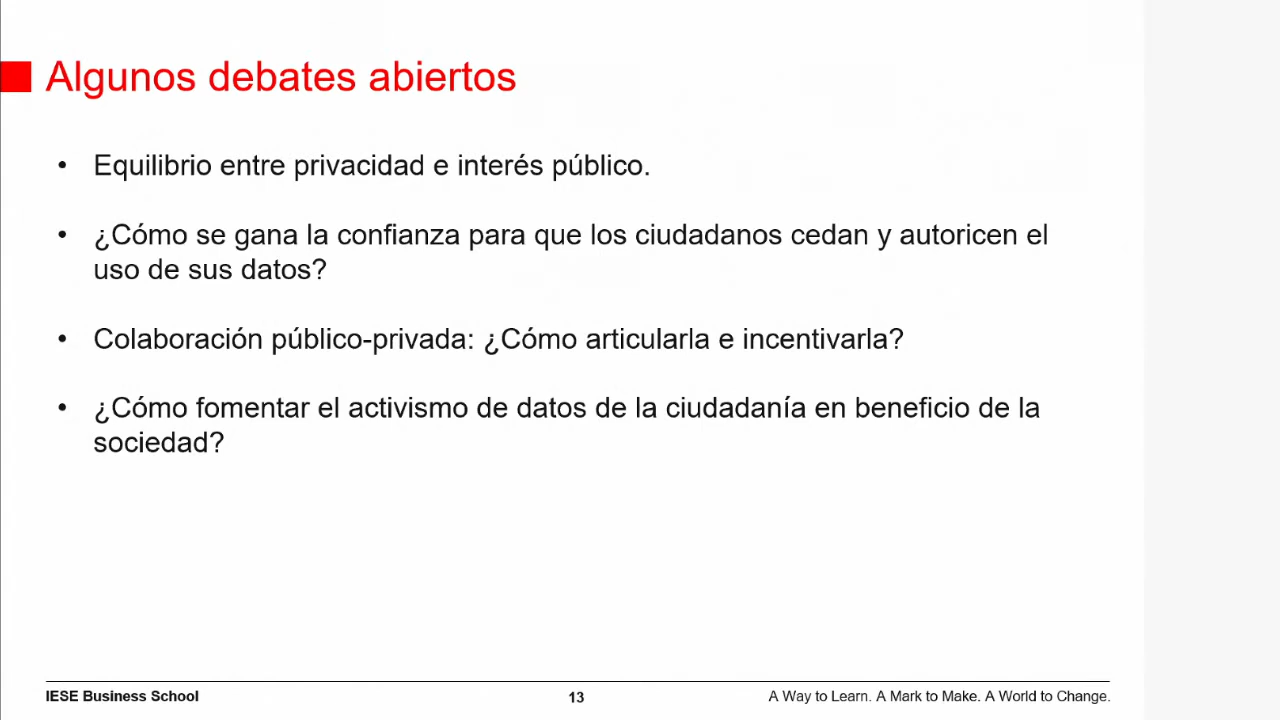 Algunos debates abiertos
• Equilibrio entre privacidad e interés público.
• ¿Cómo se gana la confianza para que los ciudadanos cedan y autoricen el
uso de sus datos?
• Colaboración público-privada: ¿Cómo articularla e incentivarla?
• ¿Cómo fomentar el activismo de datos de la ciudadanía en beneficio de la
sociedad?
IESE Business School 13 A Way to Learn. A Mark to Make. A World to Change.